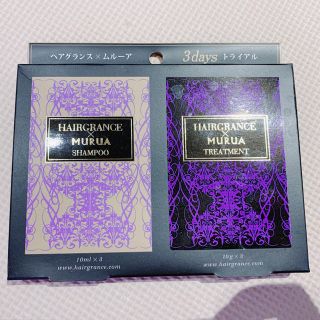 ヘアグランス×ムルーア
3days トライアル
HAIRGRANCE
×
MURUA
SHAMPOO
HAIRGRANCE
×
MURUA
TREATMENT
10ml×3
www.hairgrance.com
10g×3
www.hairgrance.com